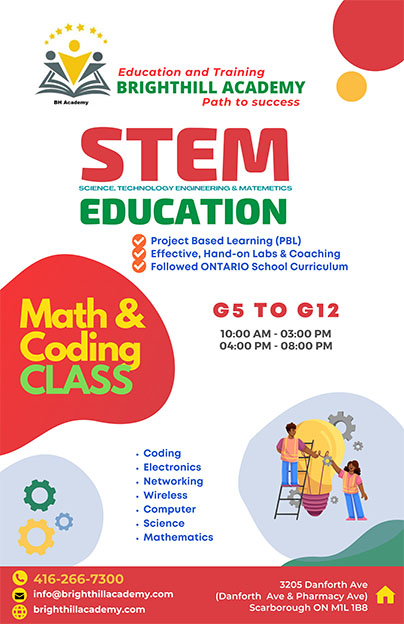 BH Academy
Education and Training
BRIGHTHILL ACADEMY
Path to success
STEM
SCIENCE, TECHNOLOGY ENGINEERING & MATEMETICS
EDUCATION
Project Based Learning (PBL)
Effective, Hand-on Labs & Coaching
Followed ONTARIO School Curriculum
Math &
Coding
CLASS
G5 TO G12
10:00 AM - 03:00 PM
04:00 PM - 08:00 PM
• Coding
• Electronics
• Networking
• Wireless
• Computer
• Science
• Mathematics
416-266-7300
info@brighthillacademy.com
brighthillacademy.com
3205 Danforth Ave
(Danforth Ave & Pharmacy Ave)
Scarborough ON M1L 1B8